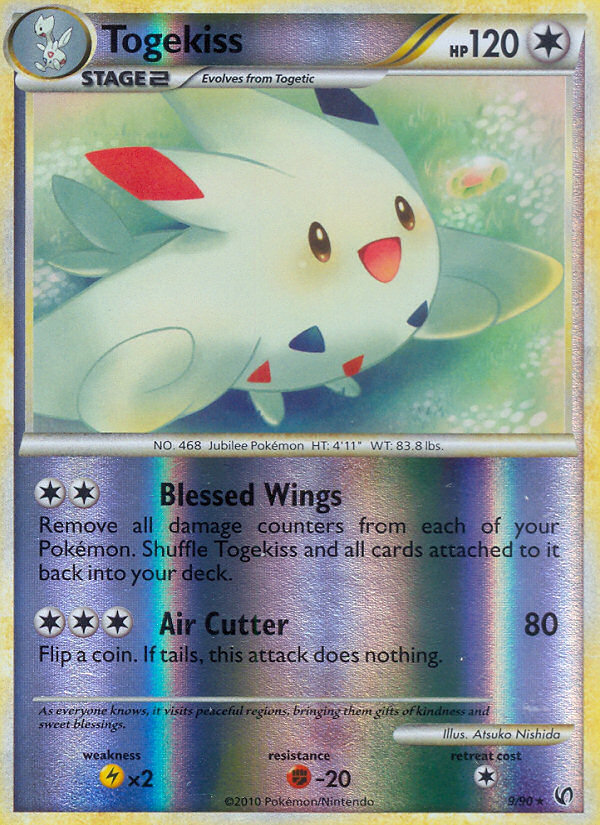 Togekiss
HP 120
STAGE 2
Evolves from Togetic
NO. 468 Jubilee Pokémon HT: 4'11" WT: 83.8 lbs.
Blessed Wings
Remove all damage counters from each of your
Pokémon. Shuffle Togekiss and all cards attached to it
back into your deck.
Air Cutter 80
Flip a coin. If tails, this attack does nothing.
As everyone knows, it visits peaceful regions, bringing them gifts of kindness and
sweet blessings.
Illus. Atsuko Nishida
weakness resistance retreat cost
×2 -20
©2010 Pokémon/Nintendo 9/90 ★